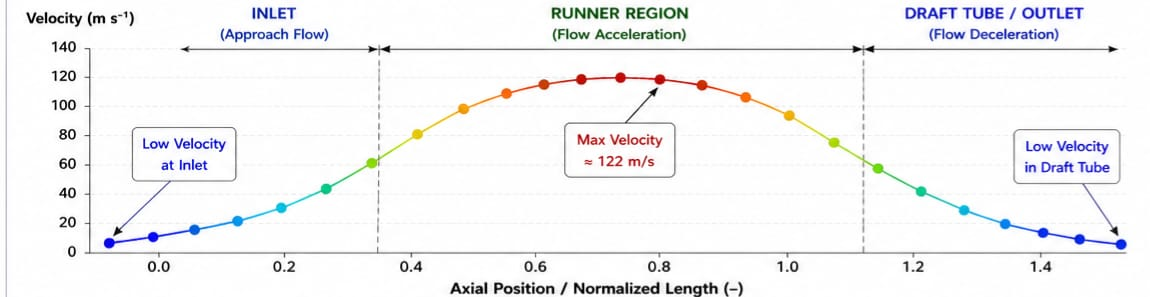 Velocity (m s⁻¹)
INLET
(Approach Flow)
RUNNER REGION
(Flow Acceleration)
DRAFT TUBE / OUTLET
(Flow Deceleration)
140
120
100
80
60
40
20
0
Low Velocity
at Inlet
Max Velocity
≈ 122 m/s
Low Velocity
in Draft Tube
0.0 0.2 0.4 0.6 0.8 1.0 1.2 1.4
Axial Position / Normalized Length (–)